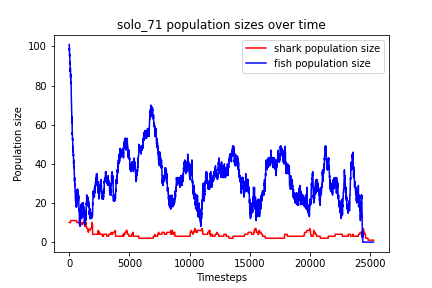 solo_71 population sizes over time
shark population size
fish population size
Population size
100
80
60
40
20
0
0 5000 10000 15000 20000 25000
Timesteps